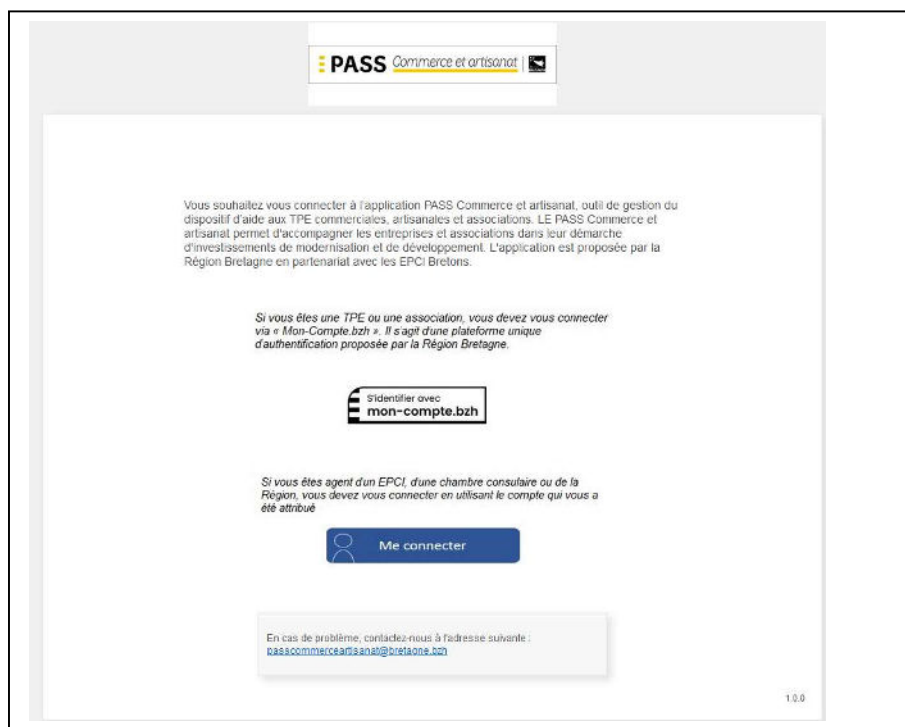 PASS Commerce et artisanat
Vous souhaitez vous connecter à l'application PASS Commerce et artisanat, outil de gestion du
dispositif d'aide aux TPE commerciales, artisanales et associations. LE PASS Commerce et
artisanat permet d'accompagner les entreprises et associations dans leur démarche
d'investissements de modernisation et de développement. L'application est proposée par la
Région Bretagne en partenariat avec les EPCI Bretons.
Si vous êtes une TPE ou une association, vous devez vous connecter
via « Mon-Compte.bzh ». Il s'agit d'une plateforme unique
d'authentification proposée par la Région Bretagne.
S'identifier avec
mon-compte.bzh
Si vous êtes agent d'un EPCI, d'une chambre consulaire ou de la
Région, vous devez vous connecter en utilisant le compte qui vous a
été attribué
Me connecter
En cas de problème, contactez-nous à l'adresse suivante :
passcommerceartisanat@bretagne.bzh
1.0.0